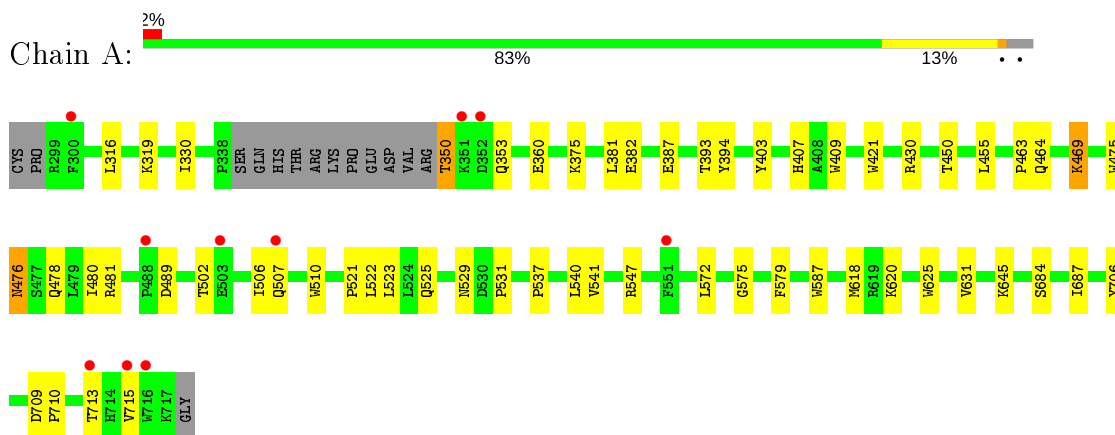 2%
Chain A:
83% 13% • •
CYS PRO R299 F300 L316 K319 I330 P338 SER GLN HIS THR ARG LYS PRO GLU ASP VAL ARG T350 K351 D352 Q353 E360 K375 L381 E382 E387 T393 Y394 Y403 H407 A408 W409 W421 R430 T450 L455 P463 Q464 K469 W475
N476 S477 Q478 L479 I480 R481 P488 D489 T502 E503 I506 Q507 W510 P521 L522 L523 L524 Q525 N529 D530 P531 P537 L540 V541 R547 F551 L572 G575 F579 W587 M618 R619 K620 W625 V631 K645 S684 I687
D709 P710 T713 H714 V715 W716 K717 GLY